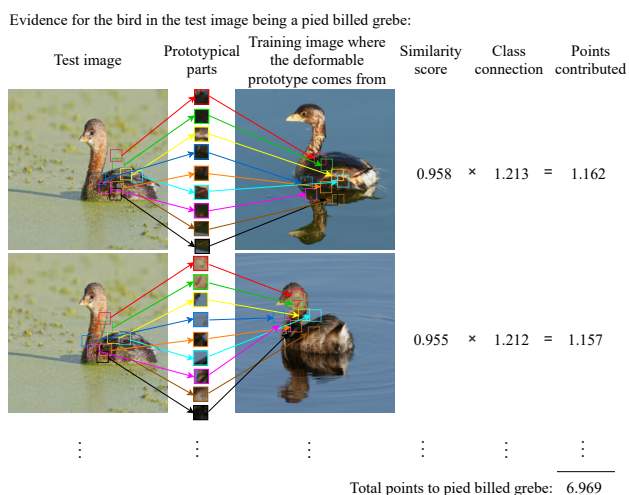 Evidence for the bird in the test image being a pied billed grebe:
Test image
Prototypical
parts
Training image where
the deformable
prototype comes from
Similarity
score
Class
connection
Points
contributed
0.958 × 1.213 = 1.162
0.955 × 1.212 = 1.157
Total points to pied billed grebe: 6.969